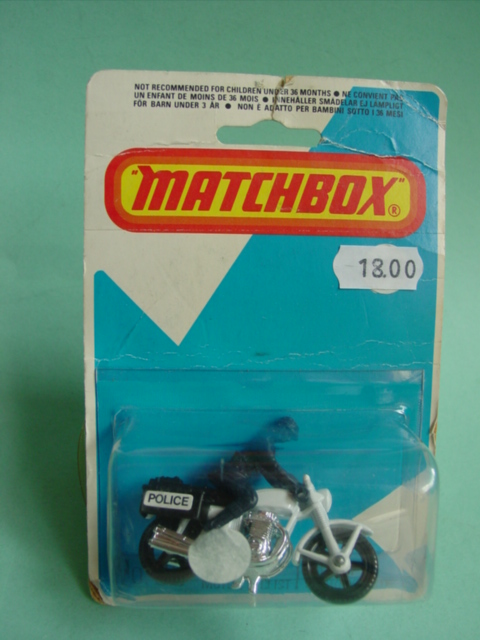 NOT RECOMMENDED FOR CHILDREN UNDER 36 MONTHS ● NE CONVIENT PAS
UN ENFANT DE MOINS DE 36 MOIS ● INNEHÅLLER SMÅDELAR EJ LÄMPLIGT
FÖR BARN UNDER 3 ÅR ● NON È ADATTO PER BAMBINI SOTTO I 36 MESI
"MATCHBOX"®
18.00
POLICE